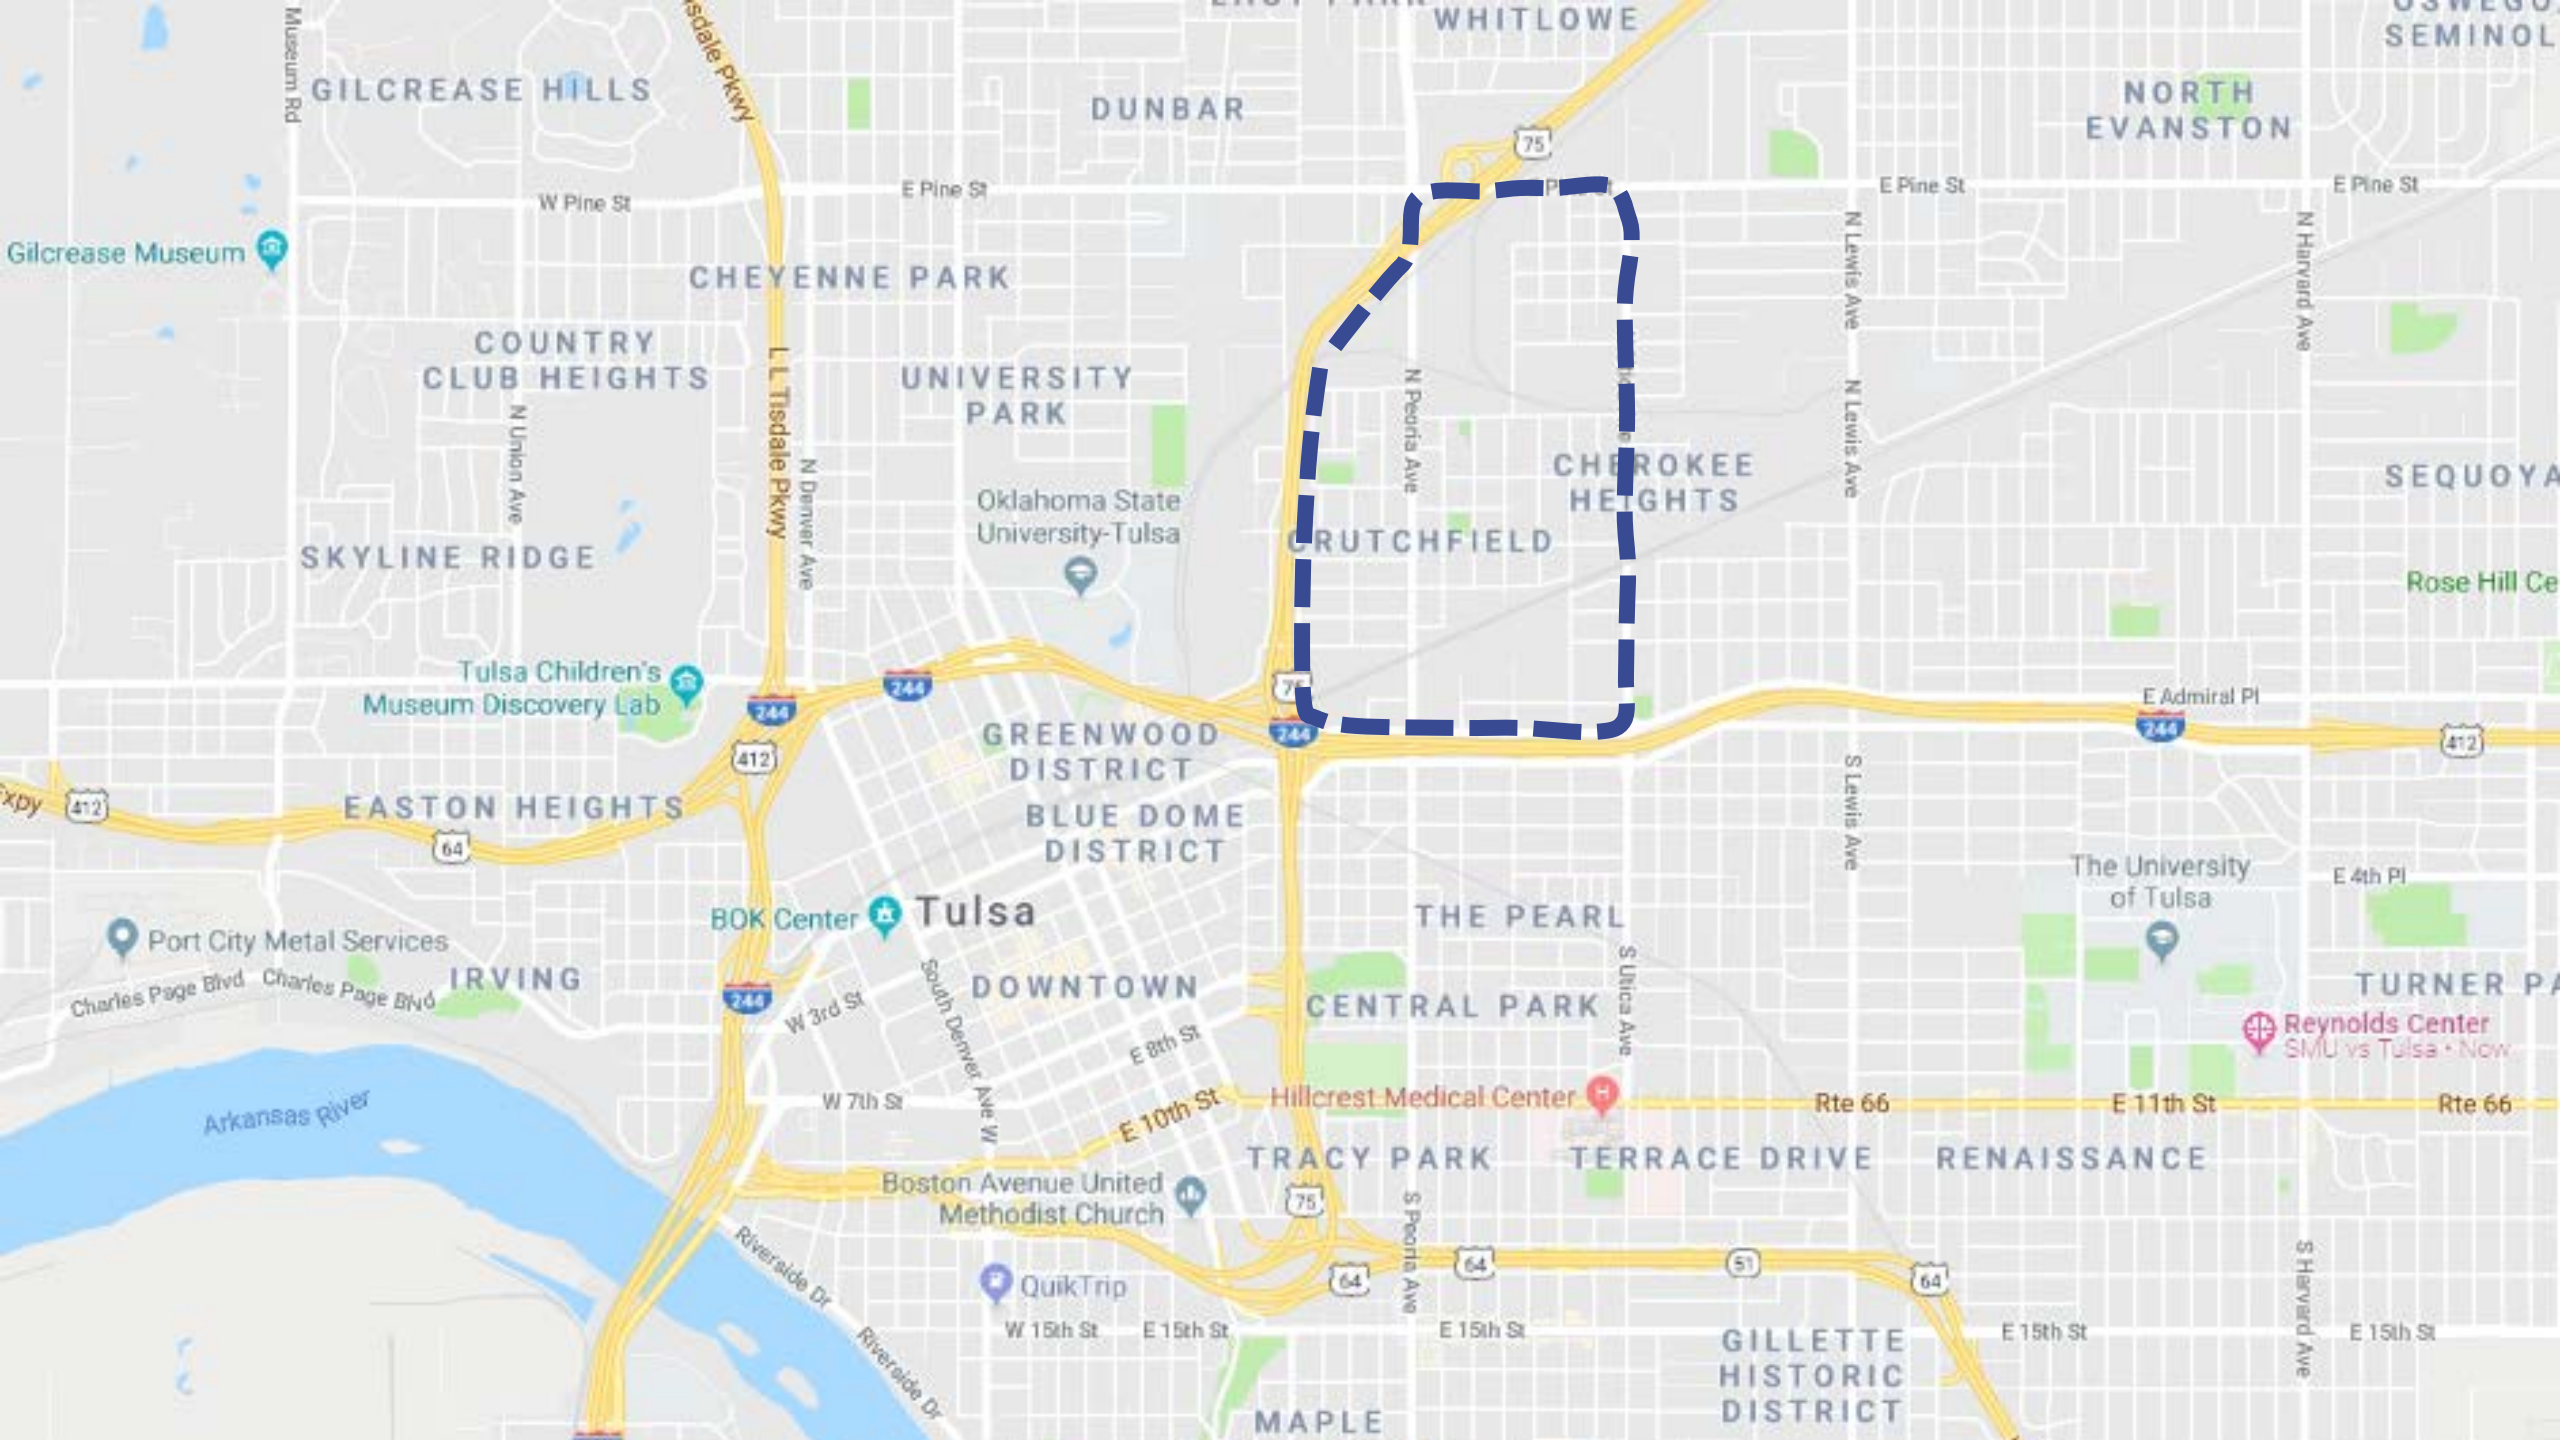 WHITLOWE
SEMINOL
Museum Rd
sdale Pkwy
GILCREASE HILLS
DUNBAR
NORTH
EVANSTON
75
W Pine St
E Pine St
E Pine St
E Pine St
Gilcrease Museum
CHEYENNE PARK
N Lewis Ave
N Harvard Ave
COUNTRY
CLUB HEIGHTS
L L Tisdale Pkwy
UNIVERSITY
PARK
N Union Ave
N Denver Ave
N Peoria Ave
N Lewis Ave
CHEROKEE
HEIGHTS
SEQUOYA
Oklahoma State
University-Tulsa
CRUTCHFIELD
SKYLINE RIDGE
Rose Hill Ce
Tulsa Children's
Museum Discovery Lab
244
244
75
244
E Admiral Pl
244
412
412
GREENWOOD
DISTRICT
xpy
412
EASTON HEIGHTS
64
BLUE DOME
DISTRICT
S Lewis Ave
The University
of Tulsa
E 4th Pl
BOK Center
Tulsa
THE PEARL
Port City Metal Services
Charles Page Blvd
Charles Page Blvd
IRVING
244
W 3rd St
South Denver Ave W
DOWNTOWN
CENTRAL PARK
S Utica Ave
TURNER PA
Reynolds Center
SMU vs Tulsa • Now
E 8th St
Arkansas River
W 7th St
E 10th St
Hillcrest Medical Center
Rte 66
E 11th St
Rte 66
TRACY PARK
TERRACE DRIVE
RENAISSANCE
Boston Avenue United
Methodist Church
75
S Peoria Ave
Riverside Dr
QuikTrip
64
64
51
64
S Harvard Ave
W 15th St
E 15th St
E 15th St
E 15th St
E 15th St
Riverside Dr
GILLETTE
HISTORIC
DISTRICT
MAPLE